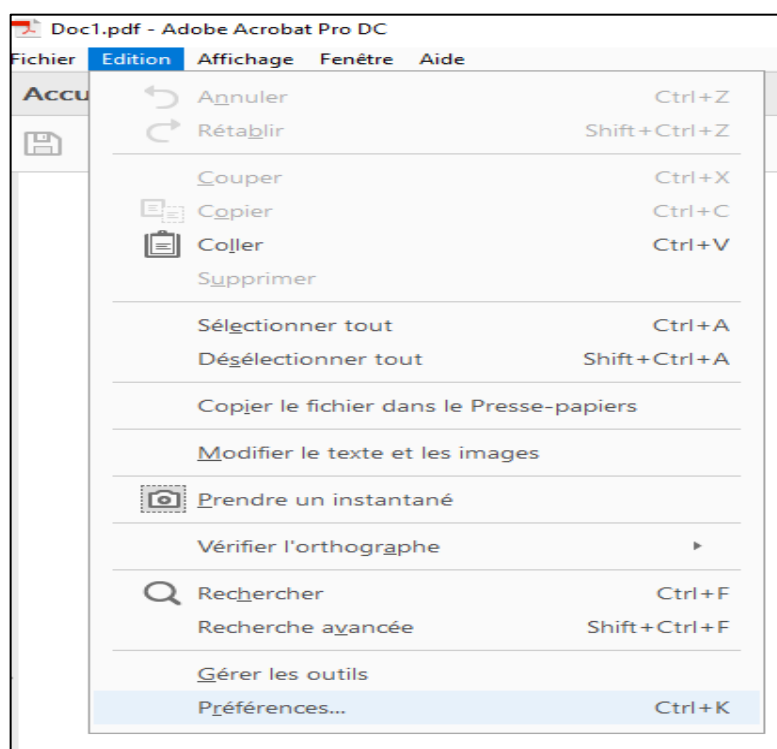 Doc1.pdf - Adobe Acrobat Pro DC
Fichier Edition Affichage Fenêtre Aide
Accu
Annuler Ctrl+Z
Rétablir Shift+Ctrl+Z
Couper Ctrl+X
Copier Ctrl+C
Coller Ctrl+V
Supprimer
Sélectionner tout Ctrl+A
Désélectionner tout Shift+Ctrl+A
Copier le fichier dans le Presse-papiers
Modifier le texte et les images
Prendre un instantané
Vérifier l'orthographe
Rechercher Ctrl+F
Recherche avancée Shift+Ctrl+F
Gérer les outils
Préférences... Ctrl+K